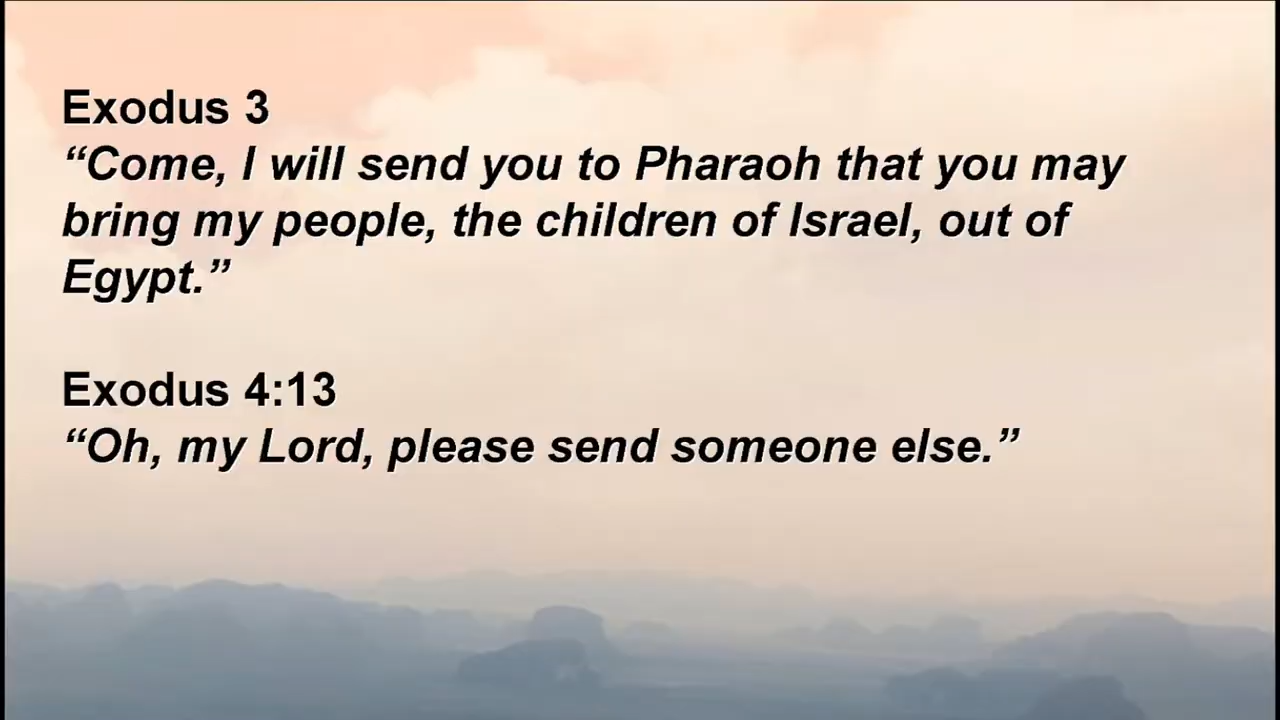 Exodus 3
“Come, I will send you to Pharaoh that you may
bring my people, the children of Israel, out of
Egypt.”
Exodus 4:13
“Oh, my Lord, please send someone else.”